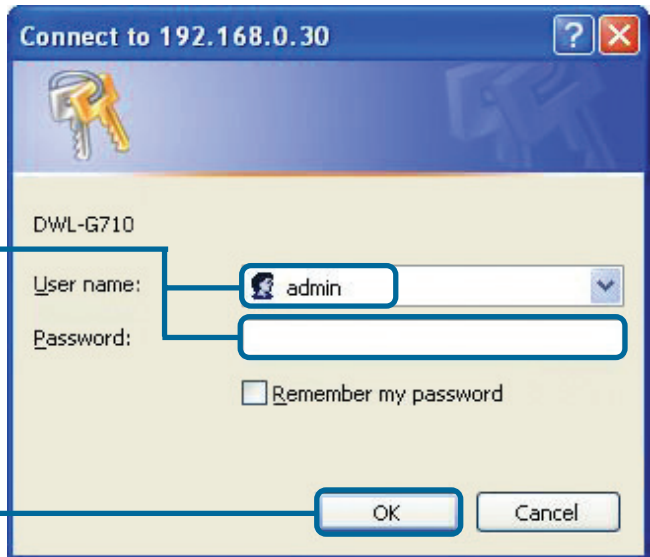 Connect to 192.168.0.30
DWL-G710
User name:
admin
Password:
Remember my password
OK
Cancel